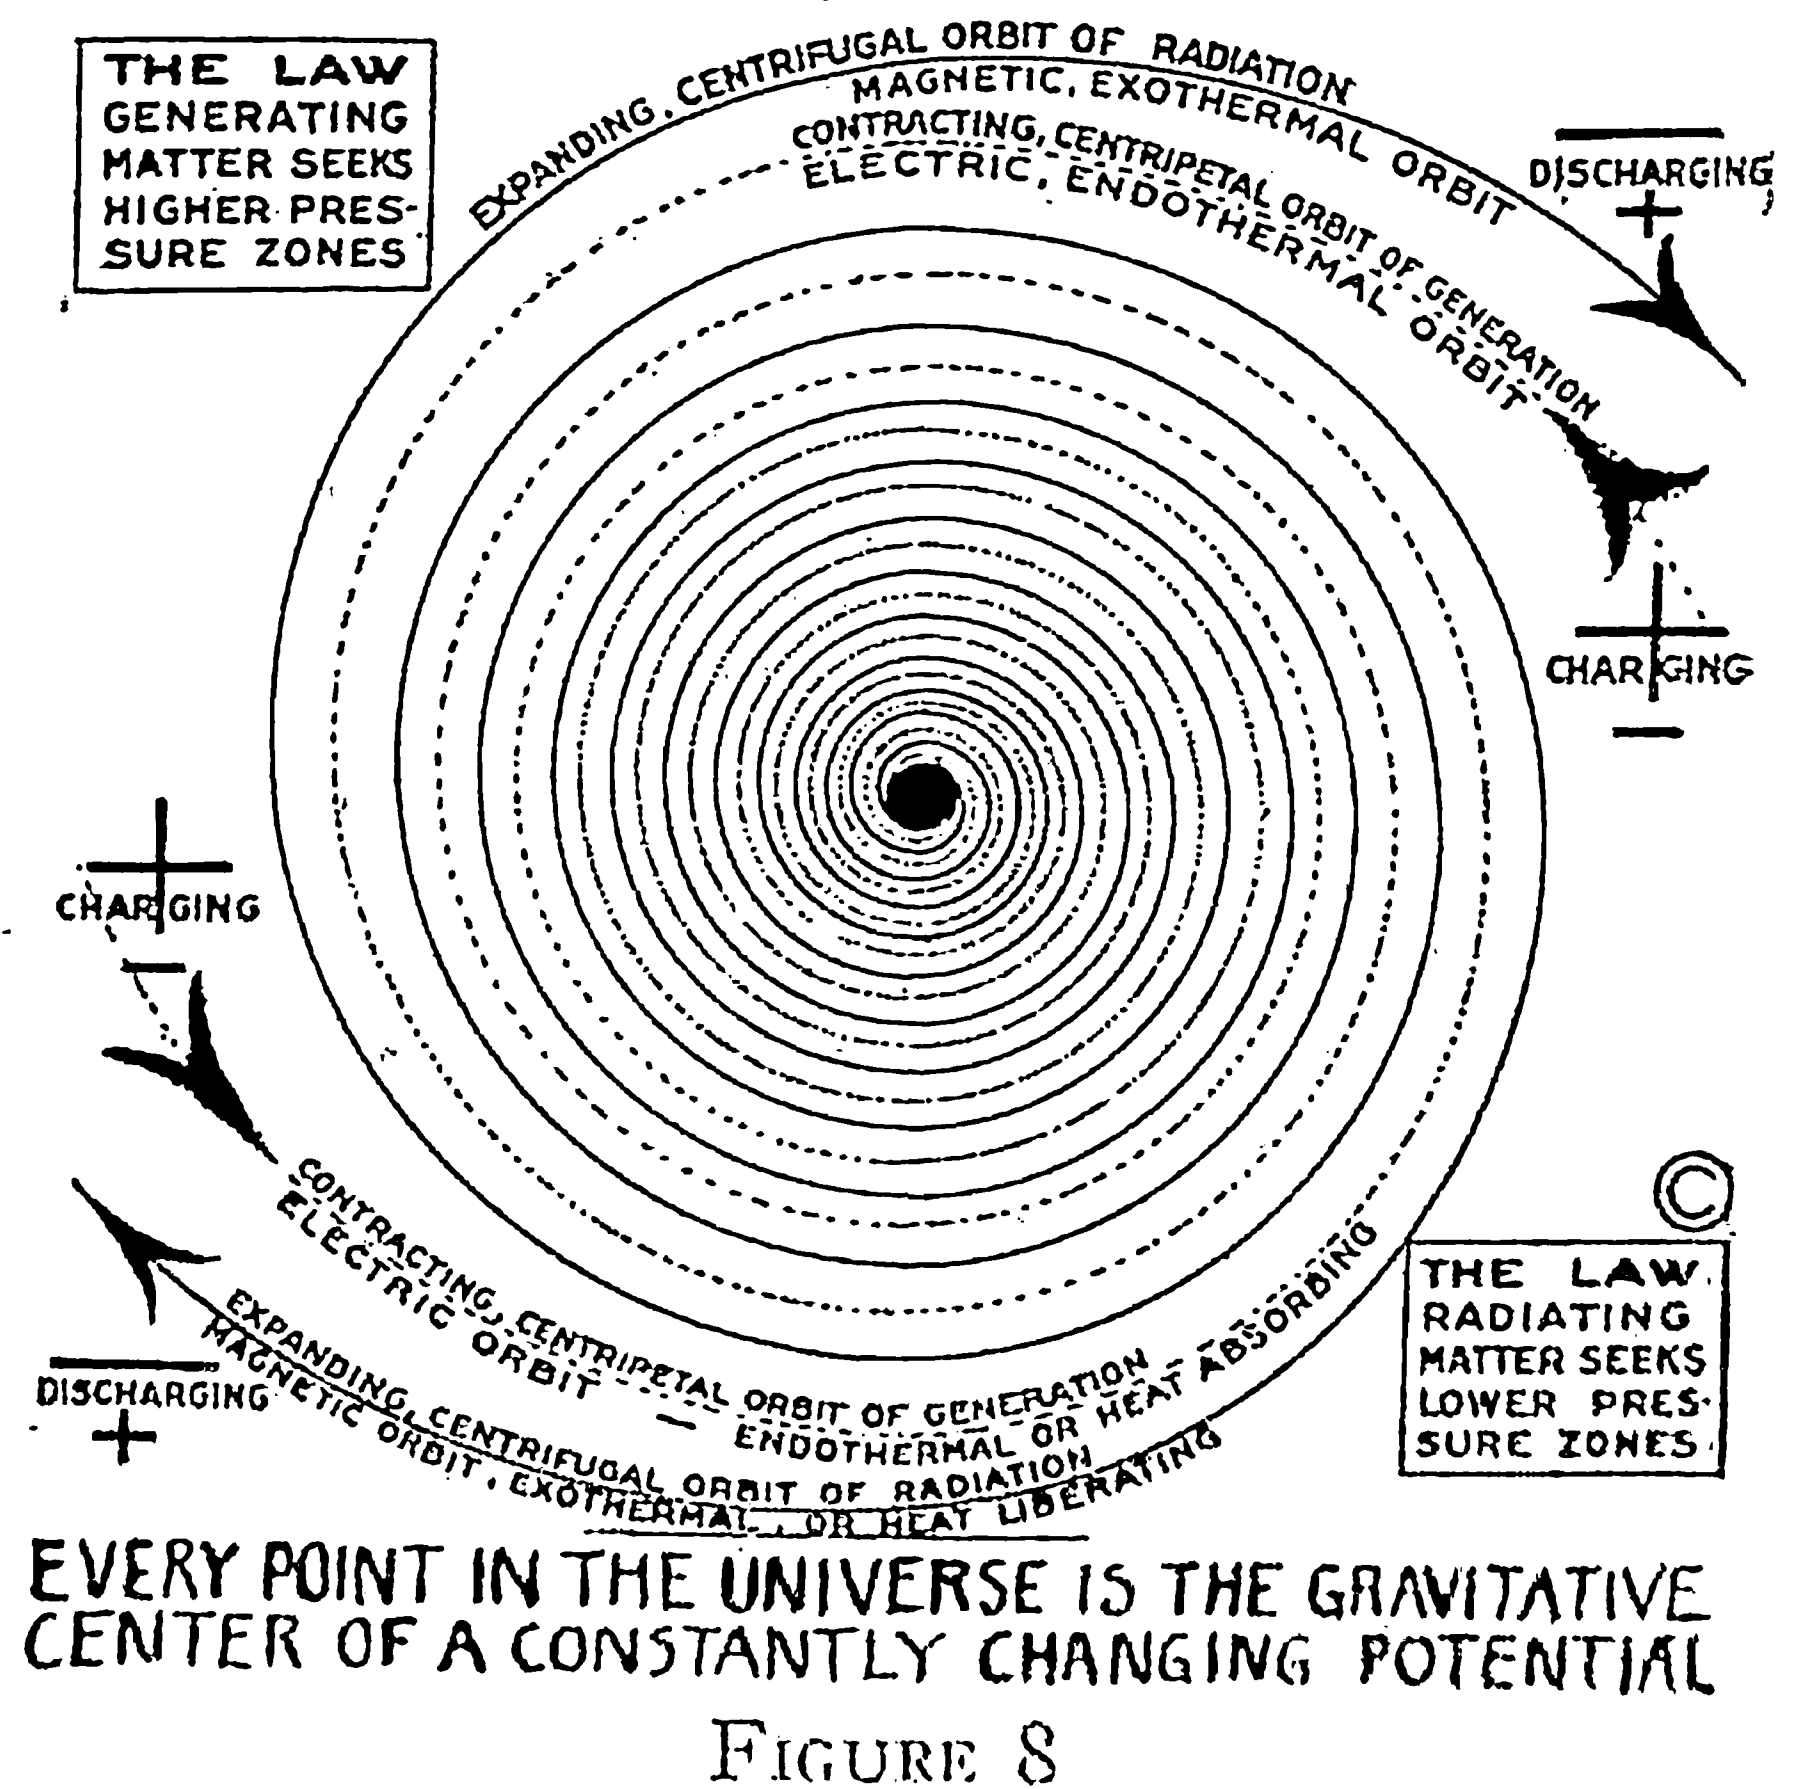 THE LAW
GENERATING
MATTER SEEKS
HIGHER PRES-
SURE ZONES
EXPANDING, CENTRIFUGAL ORBIT OF RADIATION
MAGNETIC, EXOTHERMAL ORBIT
CONTRACTING, CENTRIPETAL ORBIT OF GENERATION
ELECTRIC, ENDOTHERMAL ORBIT
—
DISCHARGING
+
+
CHARGING
—
+
CHARGING
—
CONTRACTING, CENTRIPETAL ORBIT OF GENERATION
ELECTRIC ORBIT — ENDOTHERMAL OR HEAT ABSORDING
EXPANDING, CENTRIFUGAL ORBIT OF RADIATION
MAGNETIC ORBIT, EXOTHERMAL, OR HEAT LIBERATING
—
DISCHARGING
+
©
THE LAW
RADIATING
MATTER SEEKS
LOWER PRES-
SURE ZONES
EVERY POINT IN THE UNIVERSE IS THE GRAVITATIVE
CENTER OF A CONSTANTLY CHANGING POTENTIAL
FIGURE 8